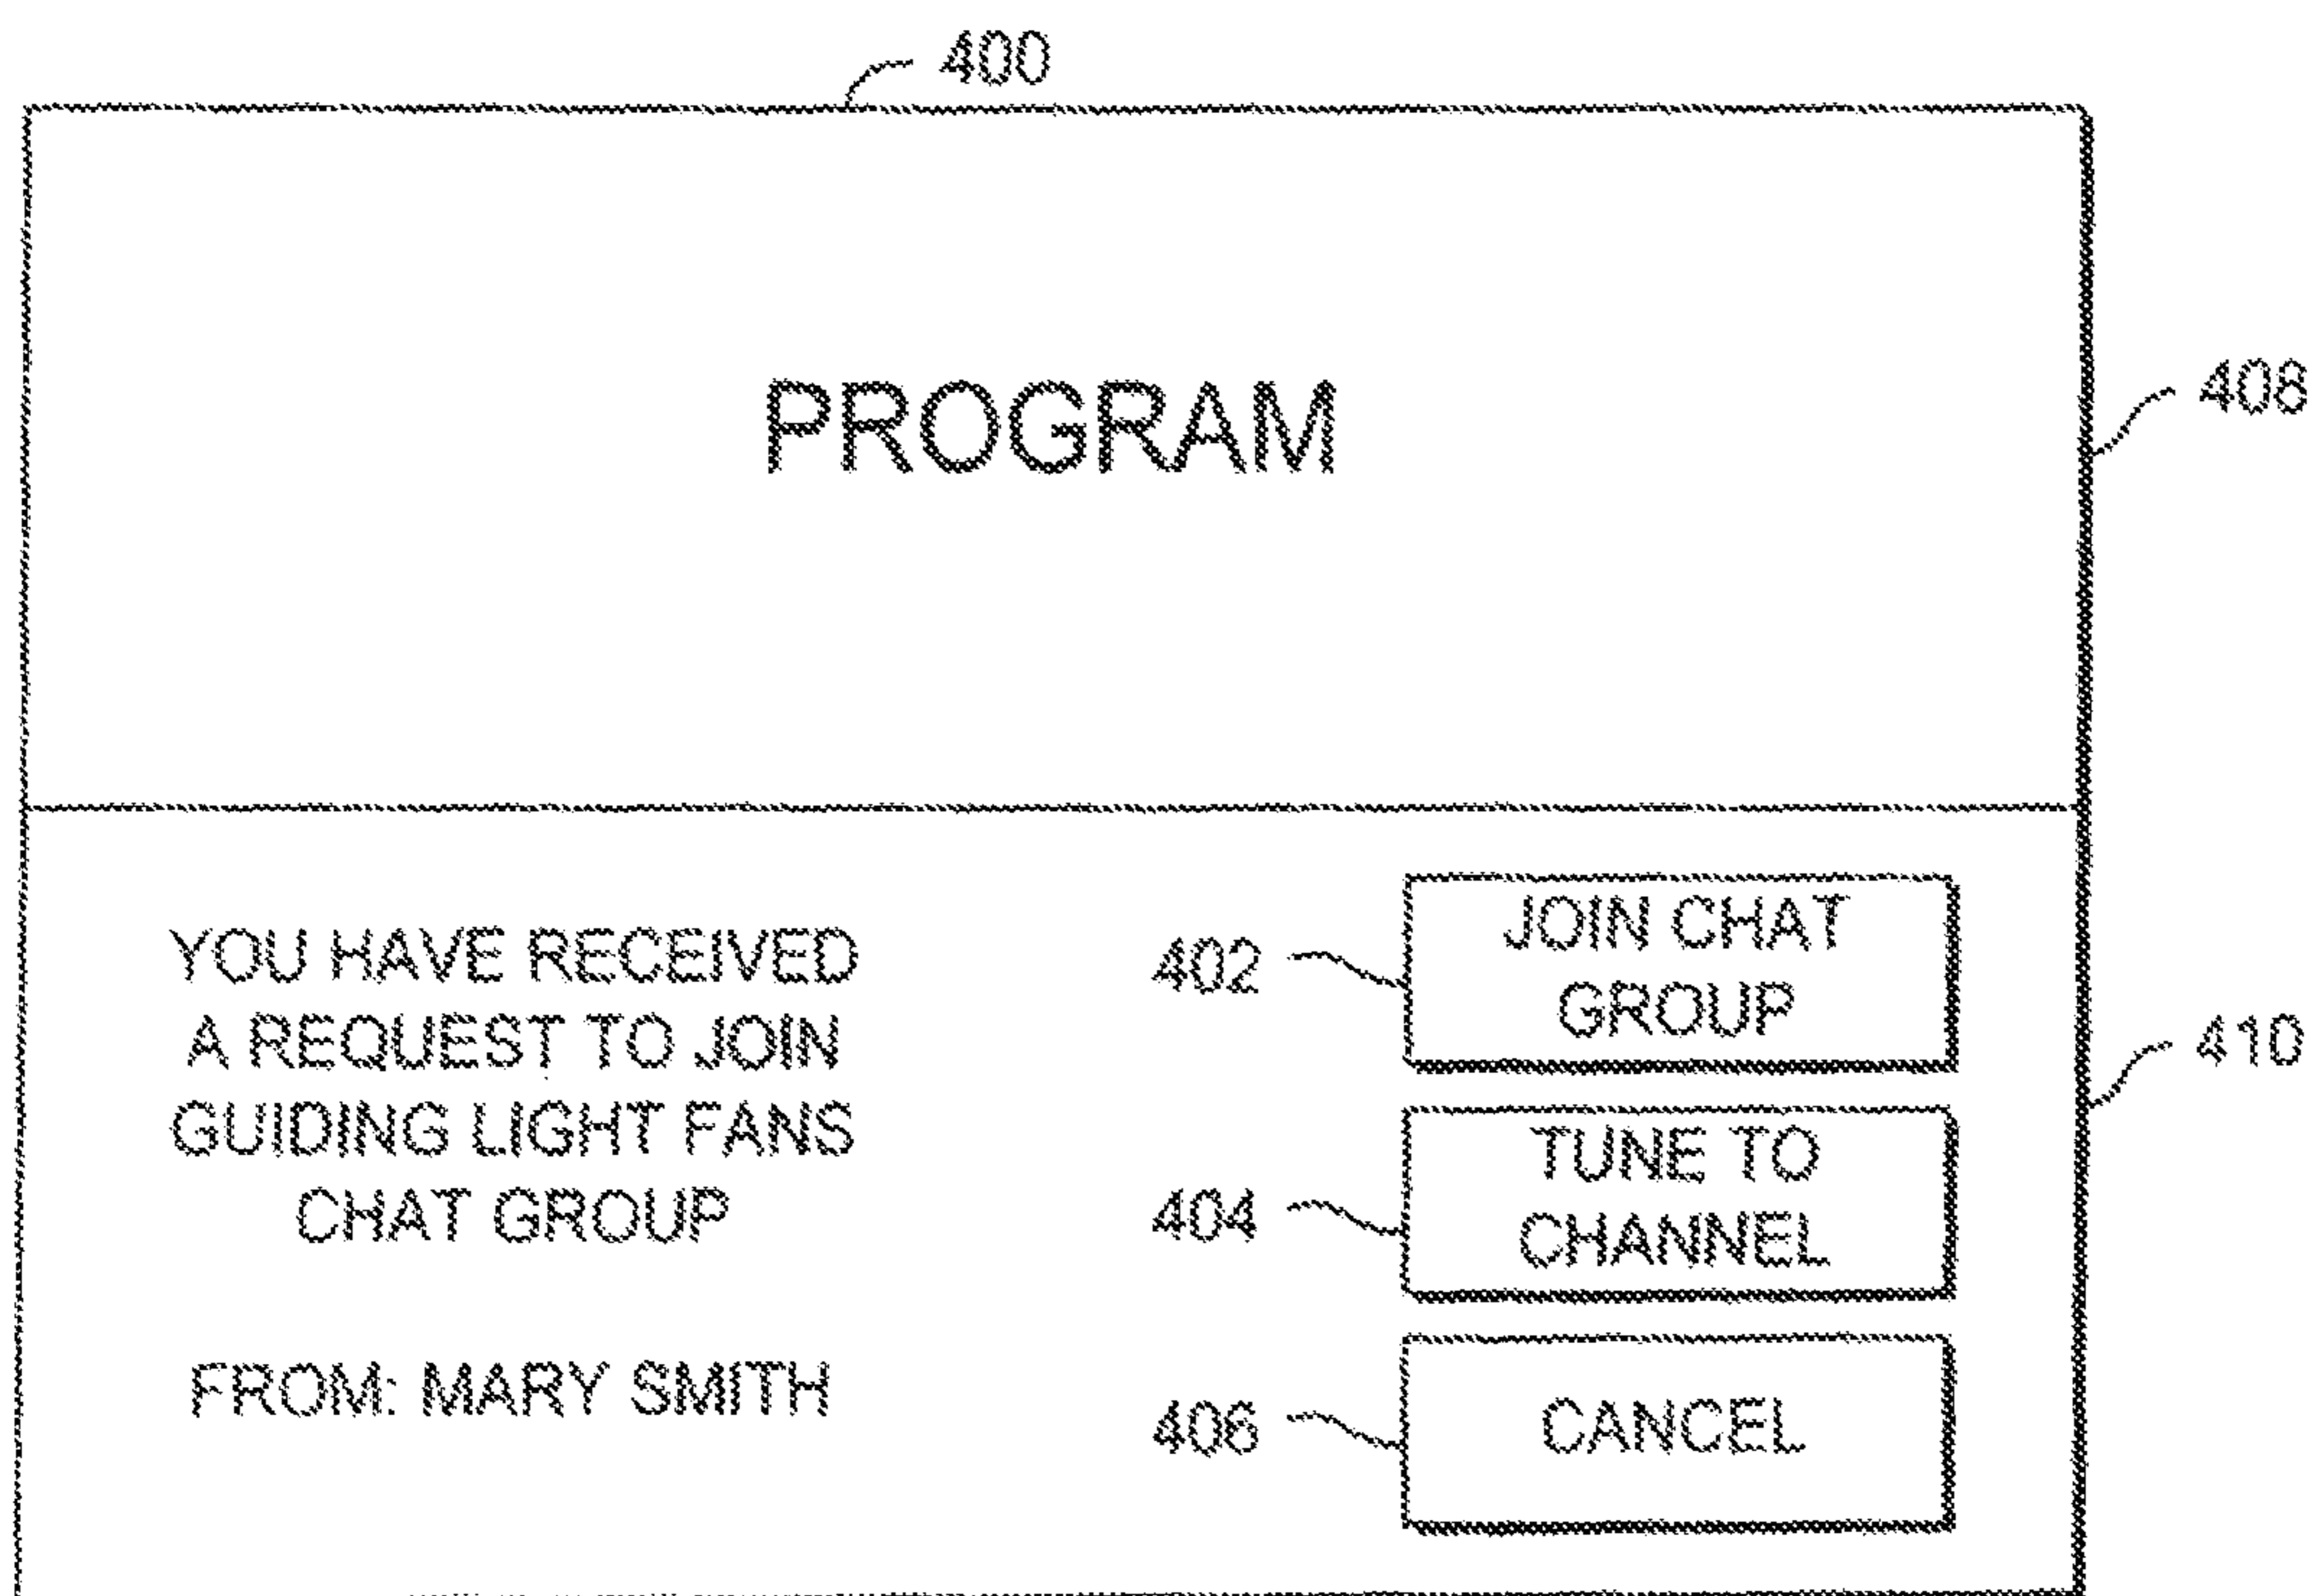 400
PROGRAM
408
YOU HAVE RECEIVED
A REQUEST TO JOIN
GUIDING LIGHT FANS
CHAT GROUP
FROM: MARY SMITH
402
JOIN CHAT
GROUP
410
404
TUNE TO
CHANNEL
406
CANCEL